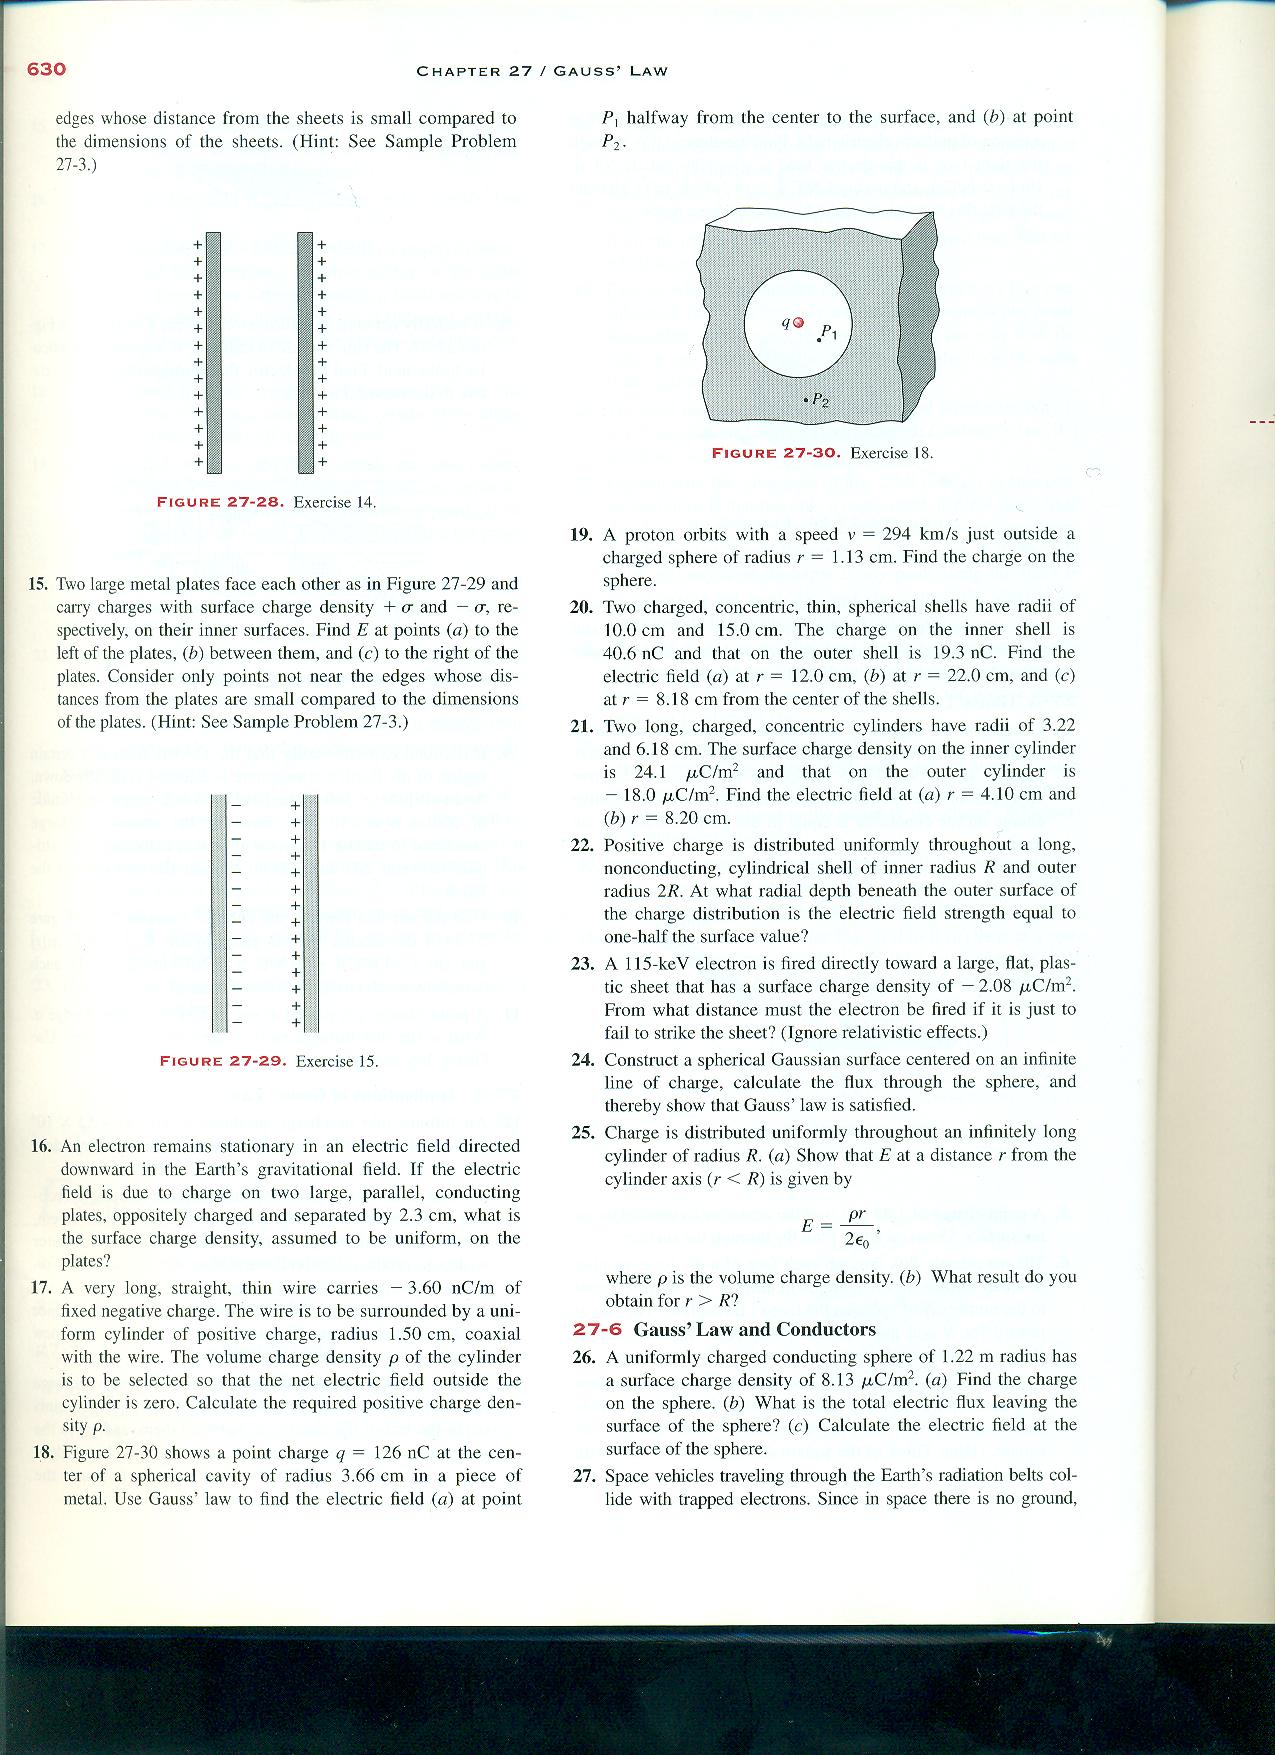 630
CHAPTER 27 / GAUSS' LAW
edges whose distance from the sheets is small compared to
the dimensions of the sheets. (Hint: See Sample Problem
27-3.)
+ +
+ +
+ +
+ +
+ +
+ +
+ +
+ +
+ +
+ +
+ +
+ +
+ +
+ +
FIGURE 27-28. Exercise 14.
15. Two large metal plates face each other as in Figure 27-29 and
carry charges with surface charge density + σ and − σ, re-
spectively, on their inner surfaces. Find E at points (a) to the
left of the plates, (b) between them, and (c) to the right of the
plates. Consider only points not near the edges whose dis-
tances from the plates are small compared to the dimensions
of the plates. (Hint: See Sample Problem 27-3.)
− +
− +
− +
− +
− +
− +
− +
− +
− +
− +
− +
− +
− +
− +
FIGURE 27-29. Exercise 15.
16. An electron remains stationary in an electric field directed
downward in the Earth's gravitational field. If the electric
field is due to charge on two large, parallel, conducting
plates, oppositely charged and separated by 2.3 cm, what is
the surface charge density, assumed to be uniform, on the
plates?
17. A very long, straight, thin wire carries − 3.60 nC/m of
fixed negative charge. The wire is to be surrounded by a uni-
form cylinder of positive charge, radius 1.50 cm, coaxial
with the wire. The volume charge density ρ of the cylinder
is to be selected so that the net electric field outside the
cylinder is zero. Calculate the required positive charge den-
sity ρ.
18. Figure 27-30 shows a point charge q = 126 nC at the cen-
ter of a spherical cavity of radius 3.66 cm in a piece of
metal. Use Gauss' law to find the electric field (a) at point
P₁ halfway from the center to the surface, and (b) at point
P₂.
q
P₁
P₂
FIGURE 27-30. Exercise 18.
19. A proton orbits with a speed v = 294 km/s just outside a
charged sphere of radius r = 1.13 cm. Find the charge on the
sphere.
20. Two charged, concentric, thin, spherical shells have radii of
10.0 cm and 15.0 cm. The charge on the inner shell is
40.6 nC and that on the outer shell is 19.3 nC. Find the
electric field (a) at r = 12.0 cm, (b) at r = 22.0 cm, and (c)
at r = 8.18 cm from the center of the shells.
21. Two long, charged, concentric cylinders have radii of 3.22
and 6.18 cm. The surface charge density on the inner cylinder
is 24.1 μC/m² and that on the outer cylinder is
− 18.0 μC/m². Find the electric field at (a) r = 4.10 cm and
(b) r = 8.20 cm.
22. Positive charge is distributed uniformly throughout a long,
nonconducting, cylindrical shell of inner radius R and outer
radius 2R. At what radial depth beneath the outer surface of
the charge distribution is the electric field strength equal to
one-half the surface value?
23. A 115-keV electron is fired directly toward a large, flat, plas-
tic sheet that has a surface charge density of − 2.08 μC/m².
From what distance must the electron be fired if it is just to
fail to strike the sheet? (Ignore relativistic effects.)
24. Construct a spherical Gaussian surface centered on an infinite
line of charge, calculate the flux through the sphere, and
thereby show that Gauss' law is satisfied.
25. Charge is distributed uniformly throughout an infinitely long
cylinder of radius R. (a) Show that E at a distance r from the
cylinder axis (r < R) is given by
E = ρr / 2ϵ₀,
where ρ is the volume charge density. (b) What result do you
obtain for r > R?
27-6 Gauss' Law and Conductors
26. A uniformly charged conducting sphere of 1.22 m radius has
a surface charge density of 8.13 μC/m². (a) Find the charge
on the sphere. (b) What is the total electric flux leaving the
surface of the sphere? (c) Calculate the electric field at the
surface of the sphere.
27. Space vehicles traveling through the Earth's radiation belts col-
lide with trapped electrons. Since in space there is no ground,